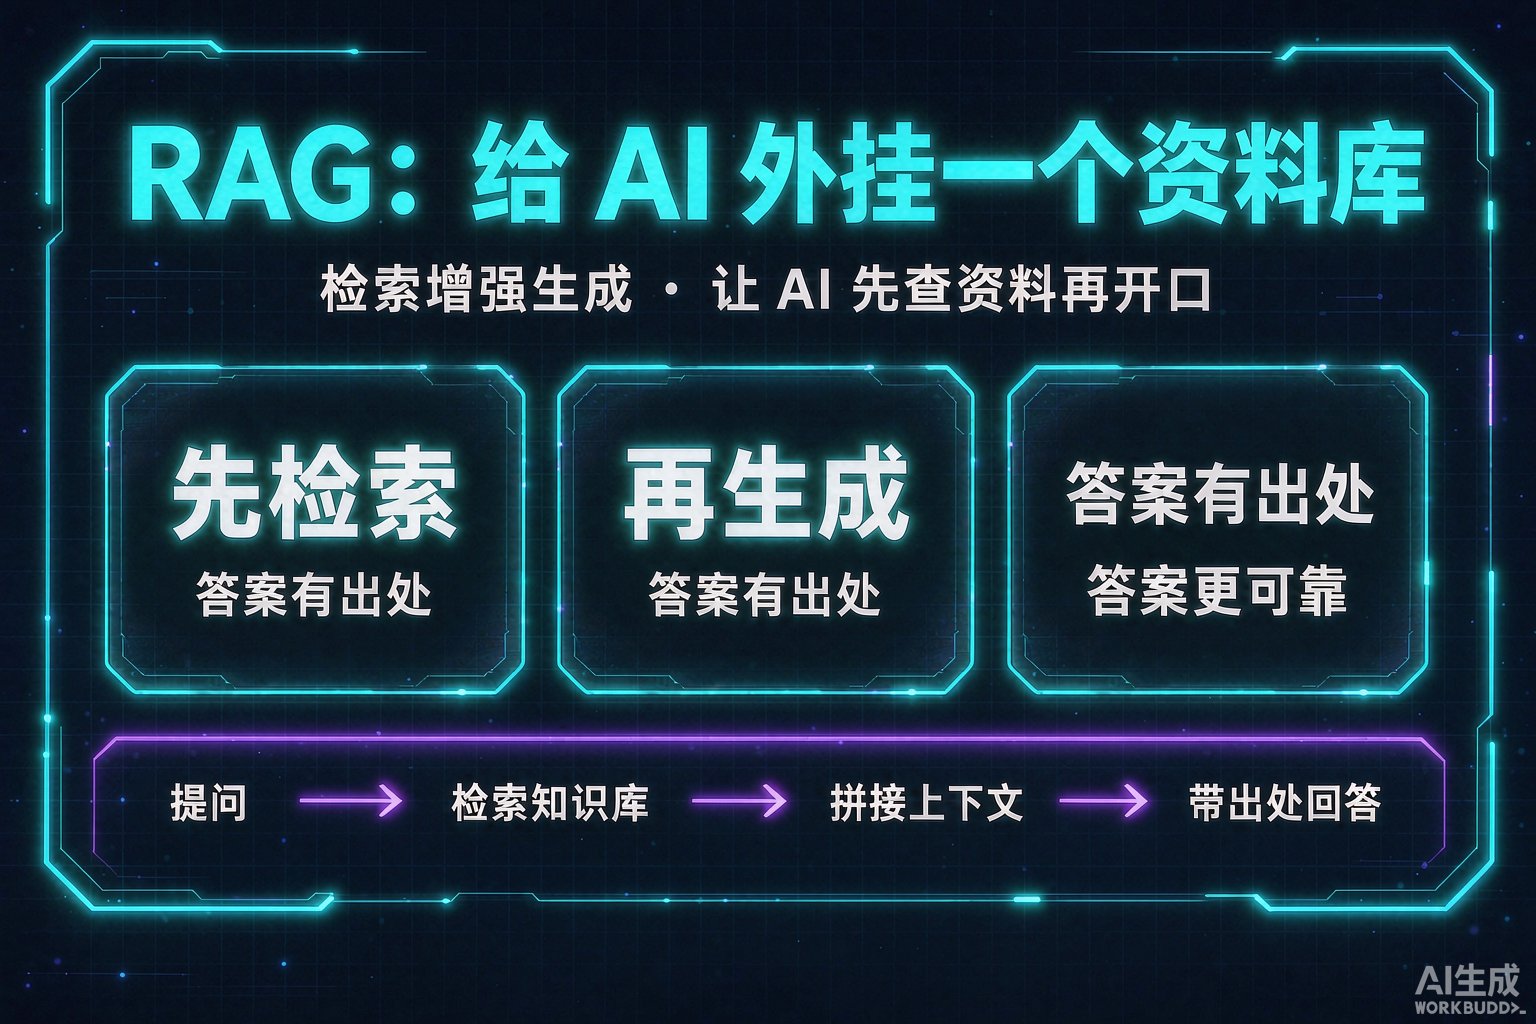 RAG：给 AI 外挂一个资料库
检索增强生成 · 让 AI 先查资料再开口
先检索
答案有出处
再生成
答案有出处
答案有出处
答案更可靠
提问 → 检索知识库 → 拼接上下文 → 带出处回答
AI生成
WORKBUDD>_